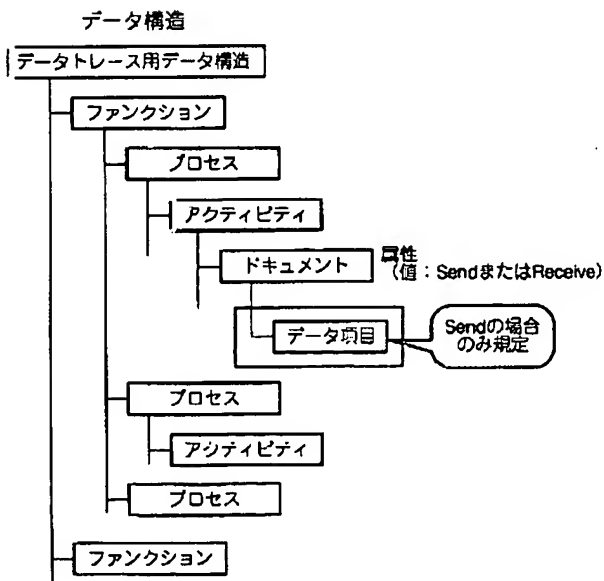 データ構造
データトレース用データ構造
ファンクション
プロセス
アクティビティ
ドキュメント
属性
(値：SendまたはReceive)
データ項目
Sendの場合
のみ規定
プロセス
アクティビティ
プロセス
ファンクション